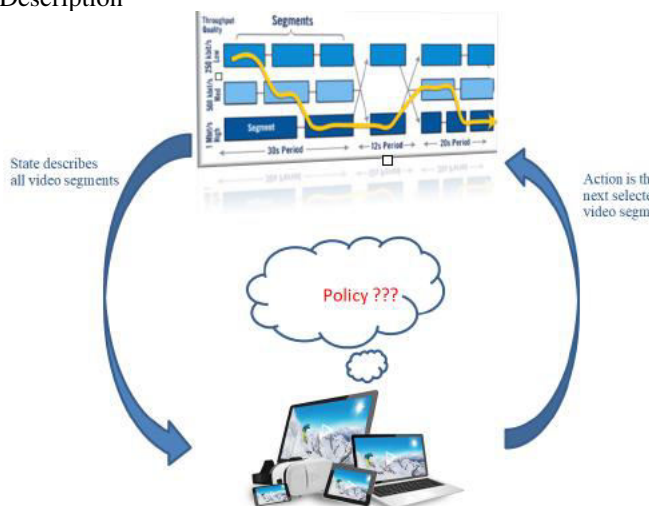 Description
Throughput
Quality
Segments
250 kbit/s
Low
500 kbit/s
Med
1 Mbit/s
High
Segment
30s Period
12s Period
20s Period
State describes
all video segments
Action is th
next selecte
video segm
Policy ???